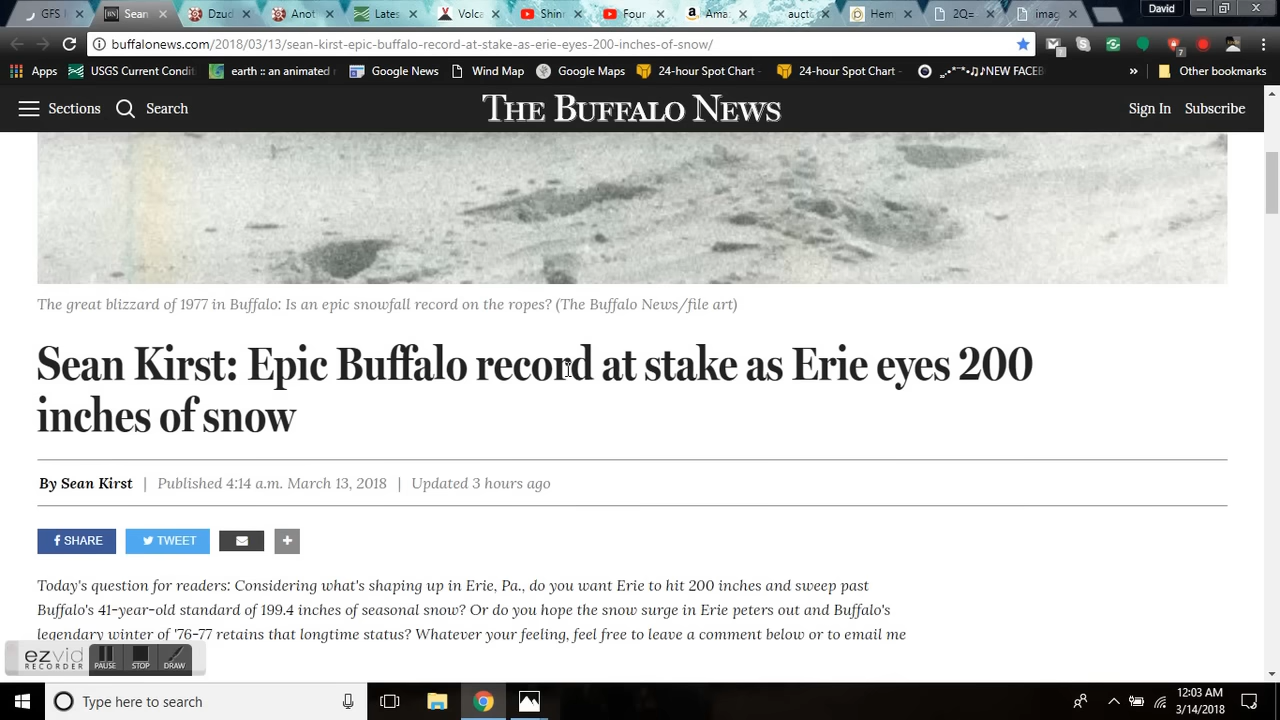 GFS
Sean
Dzud
Anot
Lates
Volca
Shin
Four
Ama
auct
Hem
2Q=
imag
David
buffalonews.com/2018/03/13/sean-kirst-epic-buffalo-record-at-stake-as-erie-eyes-200-inches-of-snow/
Apps USGS Current Condi earth :: an animated Google News Wind Map Google Maps 24-hour Spot Chart - 24-hour Spot Chart - NEW FACEB » Other bookmarks
Sections Search THE BUFFALO NEWS Sign In Subscribe
The great blizzard of 1977 in Buffalo: Is an epic snowfall record on the ropes? (The Buffalo News/file art)
Sean Kirst: Epic Buffalo record at stake as Erie eyes 200
inches of snow
By Sean Kirst | Published 4:14 a.m. March 13, 2018 | Updated 3 hours ago
SHARE TWEET
Today's question for readers: Considering what's shaping up in Erie, Pa., do you want Erie to hit 200 inches and sweep past
Buffalo's 41-year-old standard of 199.4 inches of seasonal snow? Or do you hope the snow surge in Erie peters out and Buffalo's
legendary winter of '76-77 retains that longtime status? Whatever your feeling, feel free to leave a comment below or to email me
ezvid
RECORDER
PAUSE STOP DRAW
Type here to search
12:03 AM
3/14/2018